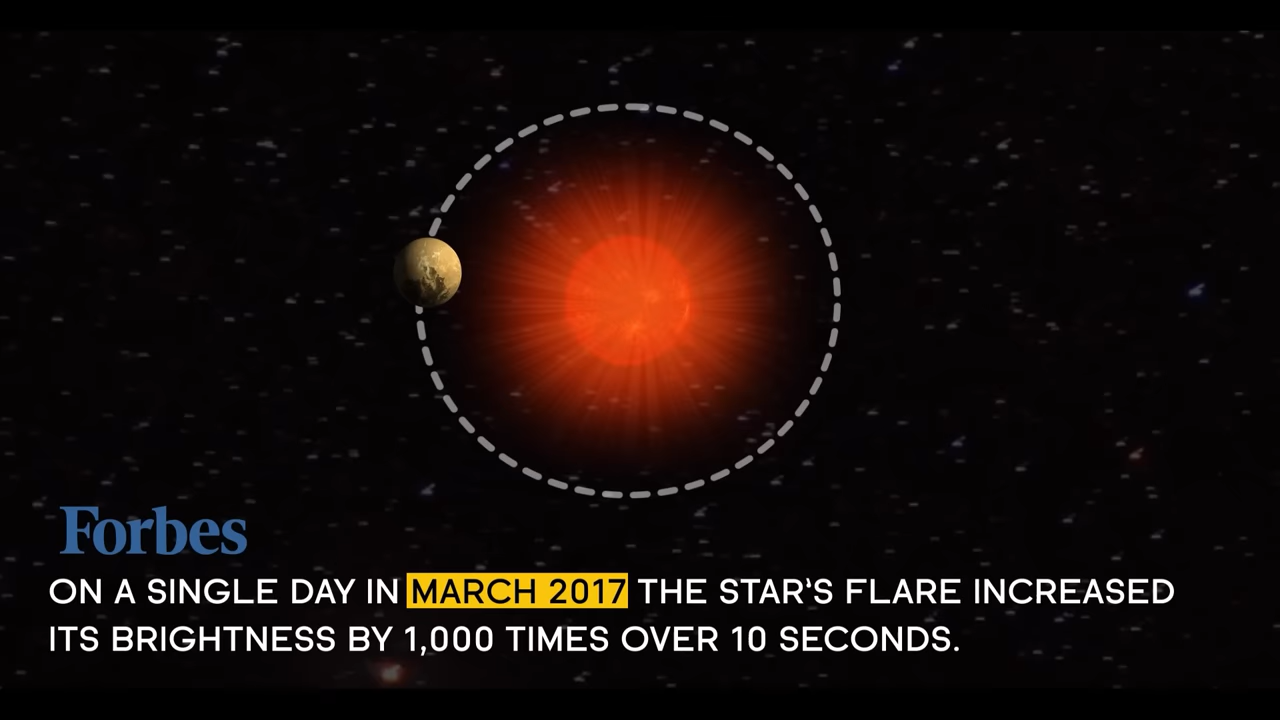 Forbes
ON A SINGLE DAY IN MARCH 2017 THE STAR'S FLARE INCREASED
ITS BRIGHTNESS BY 1,000 TIMES OVER 10 SECONDS.